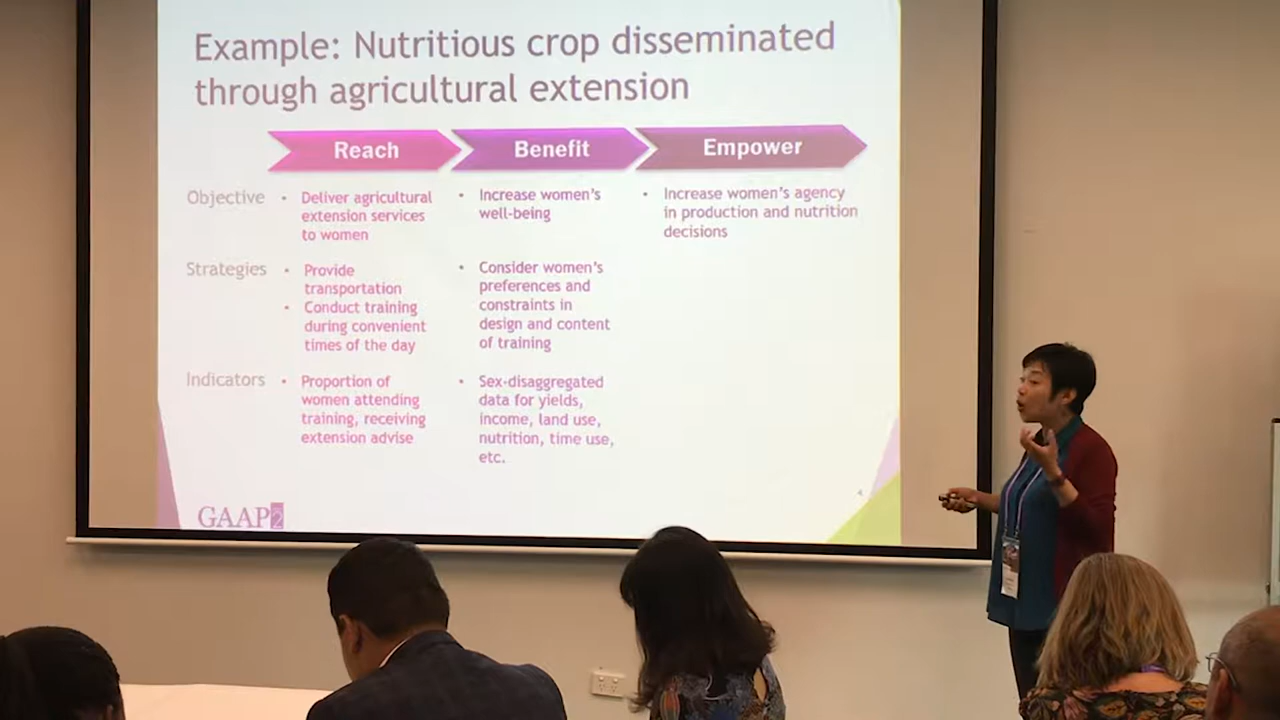 Example: Nutritious crop disseminated
through agricultural extension
Reach
Benefit
Empower
Objective
• Deliver agricultural
extension services
to women
• Increase women's
well-being
• Increase women's agency
in production and nutrition
decisions
Strategies
• Provide
transportation
• Conduct training
during convenient
times of the day
• Consider women's
preferences and
constraints in
design and content
of training
Indicators
• Proportion of
women attending
training, receiving
extension advise
• Sex-disaggregated
data for yields,
income, land use,
nutrition, time use,
etc.
GAAP2
4